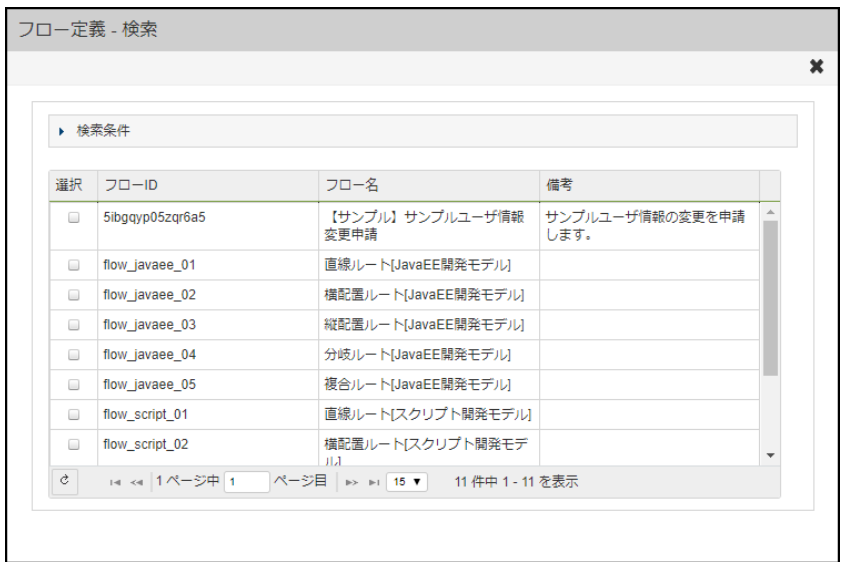 フロー定義 - 検索
検索条件
選択 フローID フロー名 備考
5ibgqyp05zqr6a5 【サンプル】サンプルユーザ情報 サンプルユーザ情報の変更を申請
変更申請 します。
flow_javaee_01 直線ルート[JavaEE開発モデル]
flow_javaee_02 横配置ルート[JavaEE開発モデル]
flow_javaee_03 縦配置ルート[JavaEE開発モデル]
flow_javaee_04 分岐ルート[JavaEE開発モデル]
flow_javaee_05 複合ルート[JavaEE開発モデル]
flow_script_01 直線ルート[スクリプト開発モデル]
flow_script_02 横配置ルート[スクリプト開発モデ
ル]
1 ページ中 1 ページ目 15 11 件中 1 - 11 を表示